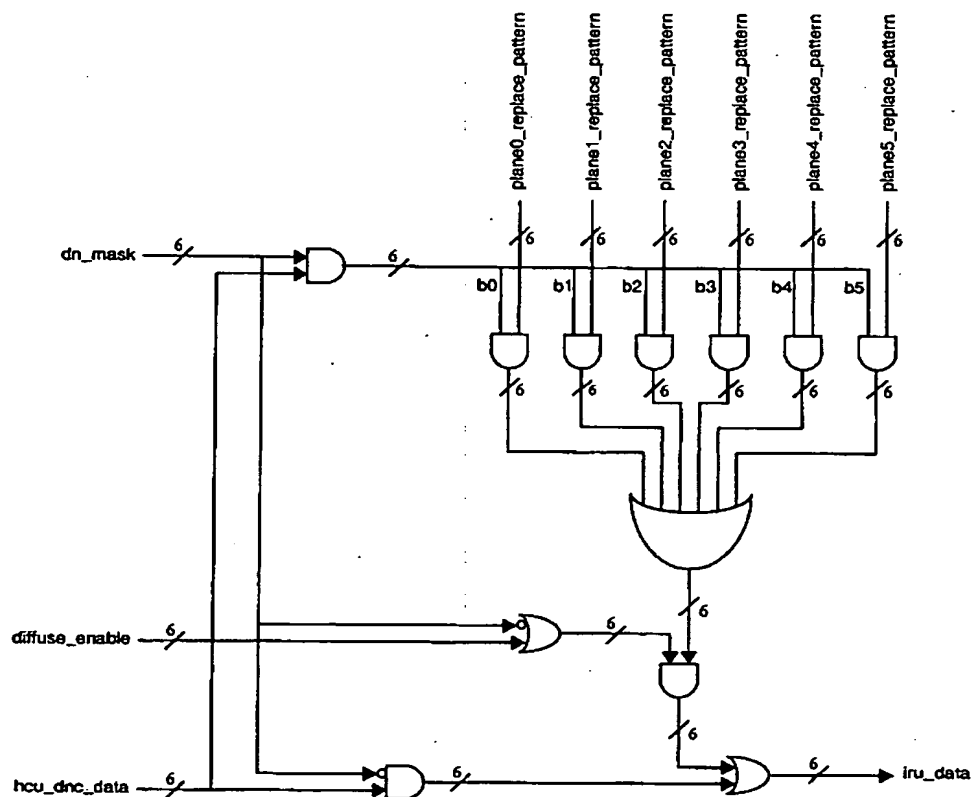 plane0_replace_pattern
plane1_replace_pattern
plane2_replace_pattern
plane3_replace_pattern
plane4_replace_pattern
plane5_replace_pattern
6 6 6 6 6 6
dn_mask 6 6
b0 b1 b2 b3 b4 b5
6 6 6 6 6 6
6
diffuse_enable 6 6
6
hcu_dnc_data 6 6 6 iru_data